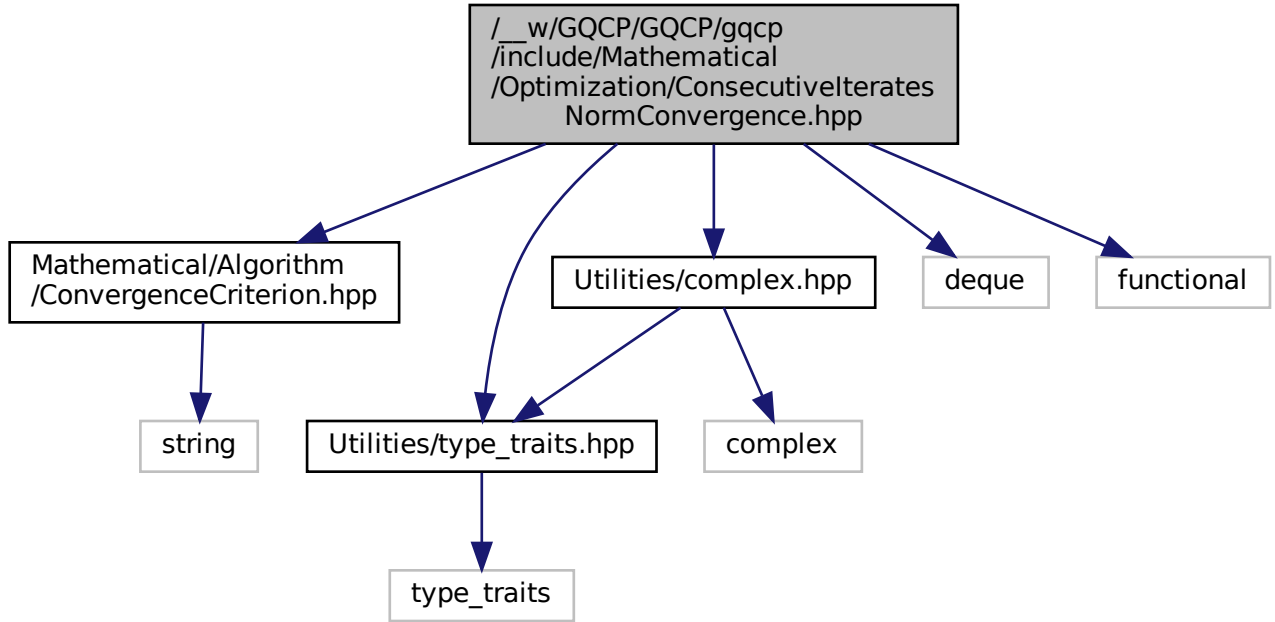 /__w/GQCP/GQCP/gqcp
/include/Mathematical
/Optimization/ConsecutiveIterates
NormConvergence.hpp
Mathematical/Algorithm
/ConvergenceCriterion.hpp
Utilities/complex.hpp
deque
functional
string
Utilities/type_traits.hpp
complex
type_traits